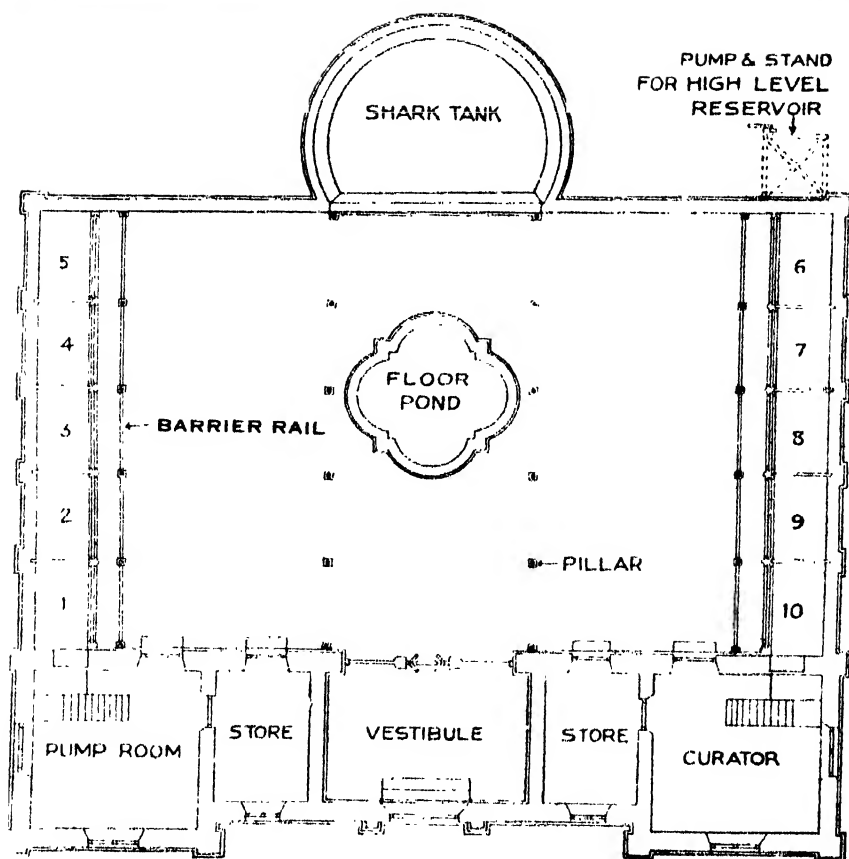 PUMP & STAND
FOR HIGH LEVEL
RESERVOIR
SHARK TANK
5
6
4
7
FLOOR
POND
3
BARRIER RAIL
8
2
9
PILLAR
1
10
PUMP ROOM
STORE
VESTIBULE
STORE
CURATOR